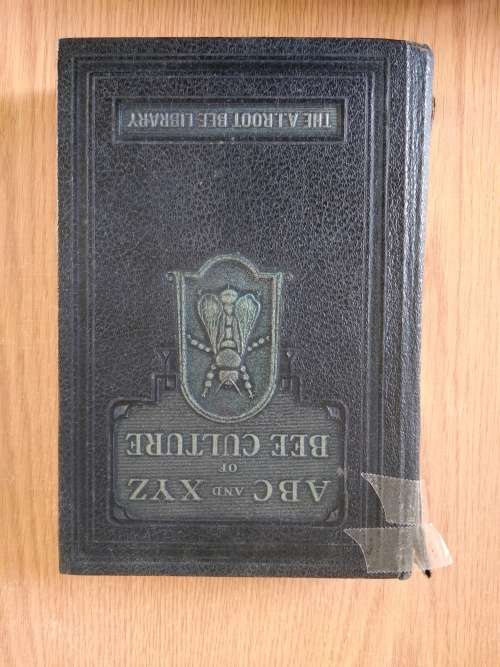 ABC AND XYZ
OF
BEE CULTURE
THE A.I.ROOT BEE LIBRARY